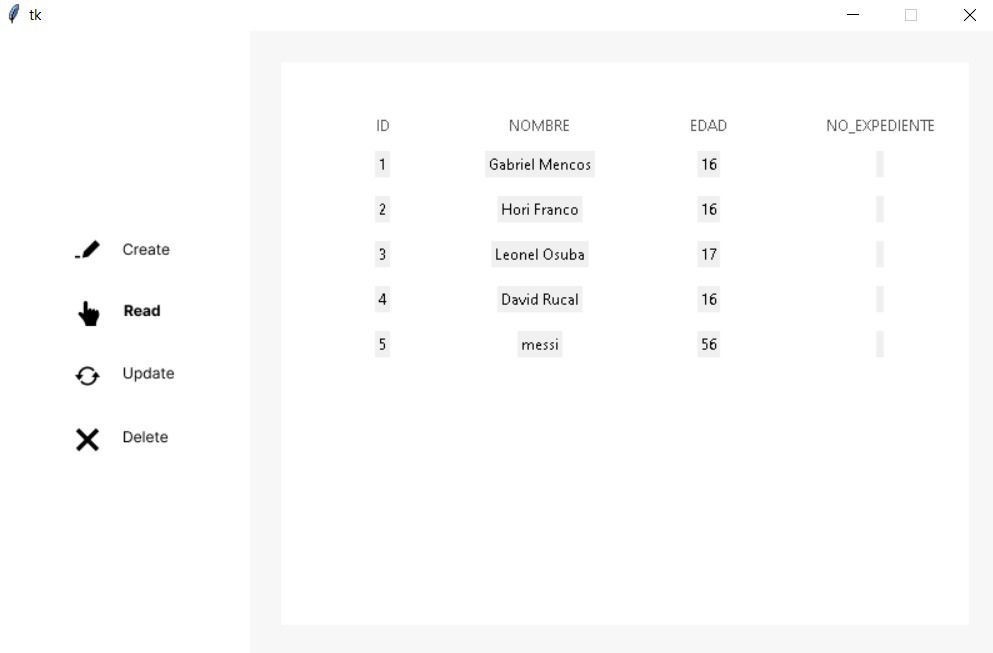 tk
Create
Read
Update
Delete
ID NOMBRE EDAD NO_EXPEDIENTE
1 Gabriel Mencos 16
2 Hori Franco 16
3 Leonel Osuba 17
4 David Rucal 16
5 messi 56